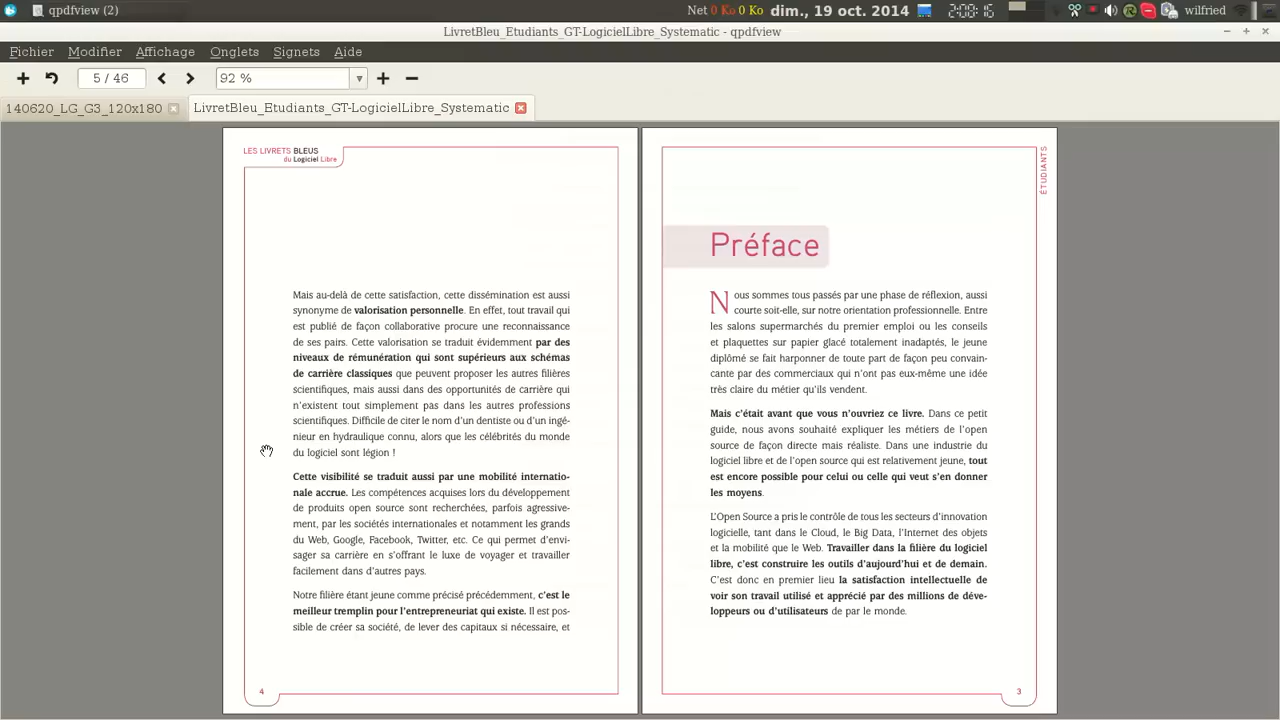 qpdfview (2)
Net 0 Ko 0 Ko dim., 19 oct. 2014
wilfried
LivretBleu_Etudiants_GT-LogicielLibre_Systematic - qpdfview
Fichier Modifier Affichage Onglets Signets Aide
5 / 46
92 %
140620_LG_G3_120x180
LivretBleu_Etudiants_GT-LogicielLibre_Systematic
LES LIVRETS BLEUS
du Logiciel Libre
Mais au-delà de cette satisfaction, cette dissémination est aussi
synonyme de valorisation personnelle. En effet, tout travail qui
est publié de façon collaborative procure une reconnaissance
de ses pairs. Cette valorisation se traduit évidemment par des
niveaux de rémunération qui sont supérieurs aux schémas
de carrière classiques que peuvent proposer les autres filières
scientifiques, mais aussi dans des opportunités de carrière qui
n'existent tout simplement pas dans les autres professions
scientifiques. Difficile de citer le nom d'un dentiste ou d'un ingé-
nieur en hydraulique connu, alors que les célébrités du monde
du logiciel sont légion !
Cette visibilité se traduit aussi par une mobilité internatio-
nale accrue. Les compétences acquises lors du développement
de produits open source sont recherchées, parfois agressive-
ment, par les sociétés internationales et notamment les grands
du Web, Google, Facebook, Twitter, etc. Ce qui permet d'envi-
sager sa carrière en s'offrant le luxe de voyager et travailler
facilement dans d'autres pays.
Notre filière étant jeune comme précisé précédemment, c'est le
meilleur tremplin pour l'entrepreneuriat qui existe. Il est pos-
sible de créer sa société, de lever des capitaux si nécessaire, et
4
ÉTUDIANTS
Préface
Nous sommes tous passés par une phase de réflexion, aussi
courte soit-elle, sur notre orientation professionnelle. Entre
les salons supermarchés du premier emploi ou les conseils
et plaquettes sur papier glacé totalement inadaptés, le jeune
diplômé se fait harponner de toute part de façon peu convain-
cante par des commerciaux qui n'ont pas eux-même une idée
très claire du métier qu'ils vendent.
Mais c'était avant que vous n'ouvriez ce livre. Dans ce petit
guide, nous avons souhaité expliquer les métiers de l'open
source de façon directe mais réaliste. Dans une industrie du
logiciel libre et de l'open source qui est relativement jeune, tout
est encore possible pour celui ou celle qui veut s'en donner
les moyens.
L'Open Source a pris le contrôle de tous les secteurs d'innovation
logicielle, tant dans le Cloud, le Big Data, l'Internet des objets
et la mobilité que le Web. Travailler dans la filière du logiciel
libre, c'est construire les outils d'aujourd'hui et de demain.
C'est donc en premier lieu la satisfaction intellectuelle de
voir son travail utilisé et apprécié par des millions de déve-
loppeurs ou d'utilisateurs de par le monde.
3